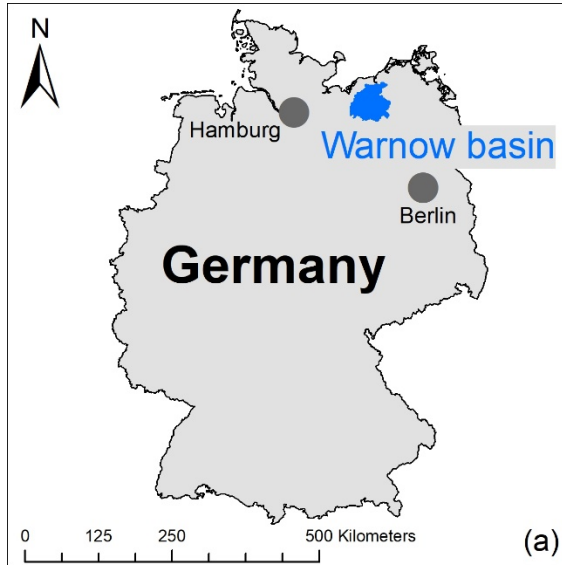 N
Hamburg
Warnow basin
Berlin
Germany
0 125 250 500 Kilometers
(a)